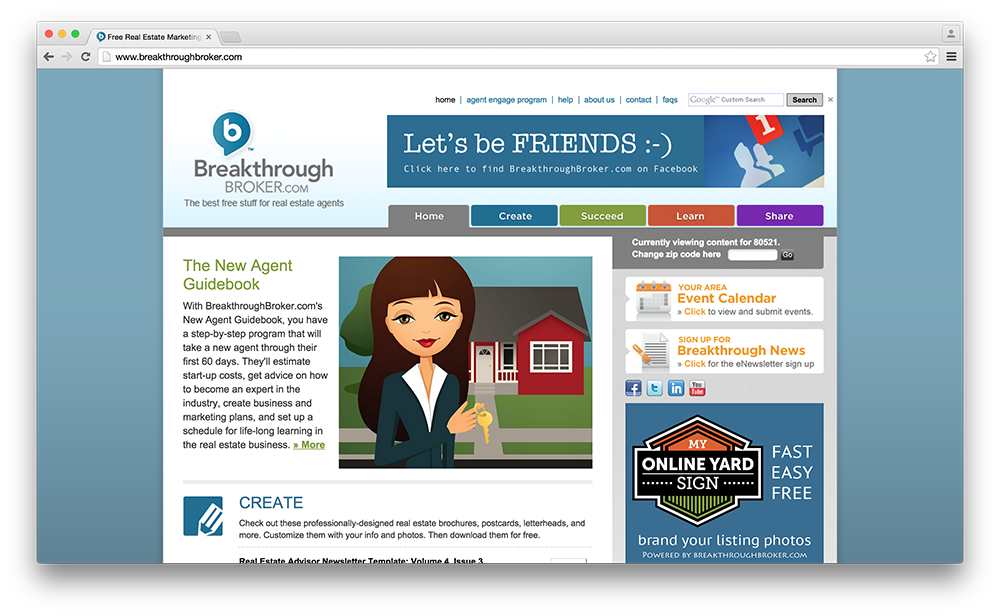 Free Real Estate Marketing
www.breakthroughbroker.com
home | agent engage program | help | about us | contact | faqs
Google™ Custom Search
Search
b
™
Breakthrough
BROKER.COM
The best free stuff for real estate agents
Let's be FRIENDS :-)
Click here to find BreakthroughBroker.com on Facebook
1
Home
Create
Succeed
Learn
Share
The New Agent
Guidebook
With BreakthroughBroker.com's
New Agent Guidebook, you have
a step-by-step program that will
take a new agent through their
first 60 days. They'll estimate
start-up costs, get advice on how
to become an expert in the
industry, create business and
marketing plans, and set up a
schedule for life-long learning in
the real estate business. » More
Currently viewing content for 80521.
Change zip code here
Go
YOUR AREA
Event Calendar
» Click to view and submit events.
SIGN UP FOR
Breakthrough News
» Click for the eNewsletter sign up
f
t
in
You
Tube
MY
ONLINE YARD
SIGN
FAST
EASY
FREE
brand your listing photos
POWERED BY BREAKTHROUGHBROKER.COM
CREATE
Check out these professionally-designed real estate brochures, postcards, letterheads, and
more. Customize them with your info and photos. Then download them for free.
Real Estate Advisor Newsletter Template: Volume 4, Issue 3